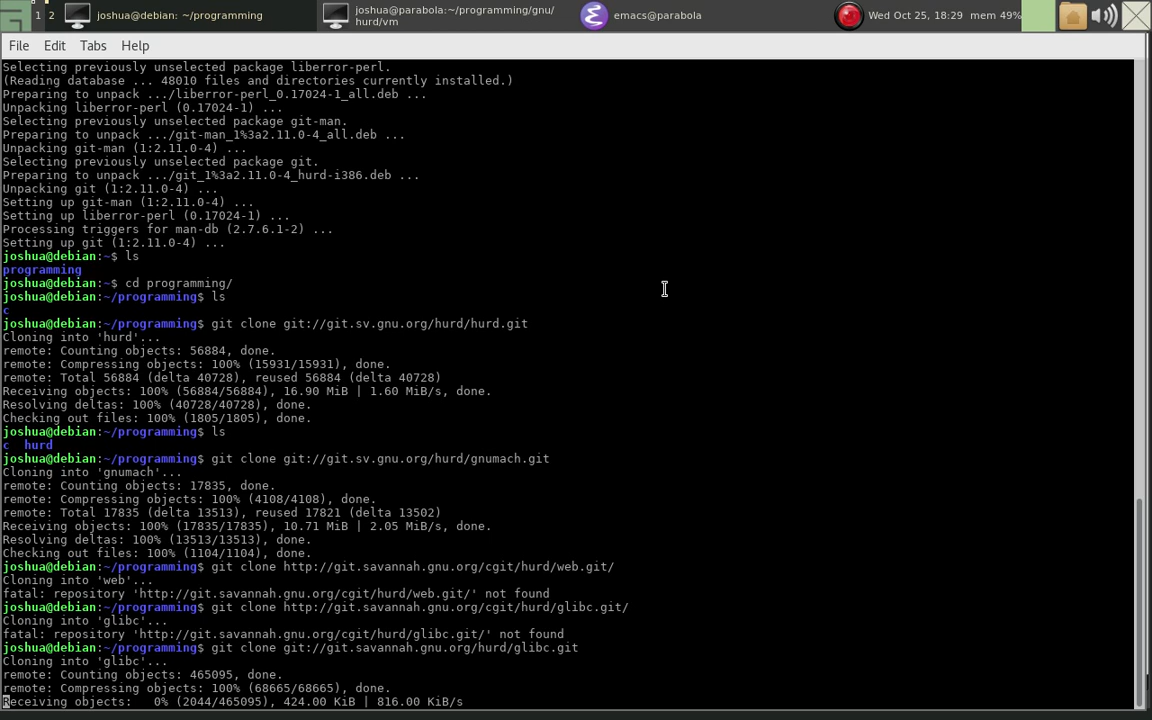 1 2 joshua@debian: ~/programming joshua@parabola:~/programming/gnu/ emacs@parabola Wed Oct 25, 18:29 mem 49%
hurd/vm
File Edit Tabs Help
Selecting previously unselected package liberror-perl.
(Reading database ... 48010 files and directories currently installed.)
Preparing to unpack .../liberror-perl_0.17024-1_all.deb ...
Unpacking liberror-perl (0.17024-1) ...
Selecting previously unselected package git-man.
Preparing to unpack .../git-man_1%3a2.11.0-4_all.deb ...
Unpacking git-man (1:2.11.0-4) ...
Selecting previously unselected package git.
Preparing to unpack .../git_1%3a2.11.0-4_hurd-i386.deb ...
Unpacking git (1:2.11.0-4) ...
Setting up git-man (1:2.11.0-4) ...
Setting up liberror-perl (0.17024-1) ...
Processing triggers for man-db (2.7.6.1-2) ...
Setting up git (1:2.11.0-4) ...
joshua@debian:~$ ls
programming
joshua@debian:~$ cd programming/
joshua@debian:~/programming$ ls
c
joshua@debian:~/programming$ git clone git://git.sv.gnu.org/hurd/hurd.git
Cloning into 'hurd'...
remote: Counting objects: 56884, done.
remote: Compressing objects: 100% (15931/15931), done.
remote: Total 56884 (delta 40728), reused 56884 (delta 40728)
Receiving objects: 100% (56884/56884), 16.90 MiB | 1.60 MiB/s, done.
Resolving deltas: 100% (40728/40728), done.
Checking out files: 100% (1805/1805), done.
joshua@debian:~/programming$ ls
c  hurd
joshua@debian:~/programming$ git clone git://git.sv.gnu.org/hurd/gnumach.git
Cloning into 'gnumach'...
remote: Counting objects: 17835, done.
remote: Compressing objects: 100% (4108/4108), done.
remote: Total 17835 (delta 13513), reused 17821 (delta 13502)
Receiving objects: 100% (17835/17835), 10.71 MiB | 2.05 MiB/s, done.
Resolving deltas: 100% (13513/13513), done.
Checking out files: 100% (1104/1104), done.
joshua@debian:~/programming$ git clone http://git.savannah.gnu.org/cgit/hurd/web.git/
Cloning into 'web'...
fatal: repository 'http://git.savannah.gnu.org/cgit/hurd/web.git/' not found
joshua@debian:~/programming$ git clone http://git.savannah.gnu.org/cgit/hurd/glibc.git/
Cloning into 'glibc'...
fatal: repository 'http://git.savannah.gnu.org/cgit/hurd/glibc.git/' not found
joshua@debian:~/programming$ git clone git://git.savannah.gnu.org/hurd/glibc.git
Cloning into 'glibc'...
remote: Counting objects: 465095, done.
remote: Compressing objects: 100% (68665/68665), done.
Receiving objects:   0% (2044/465095), 424.00 KiB | 816.00 KiB/s